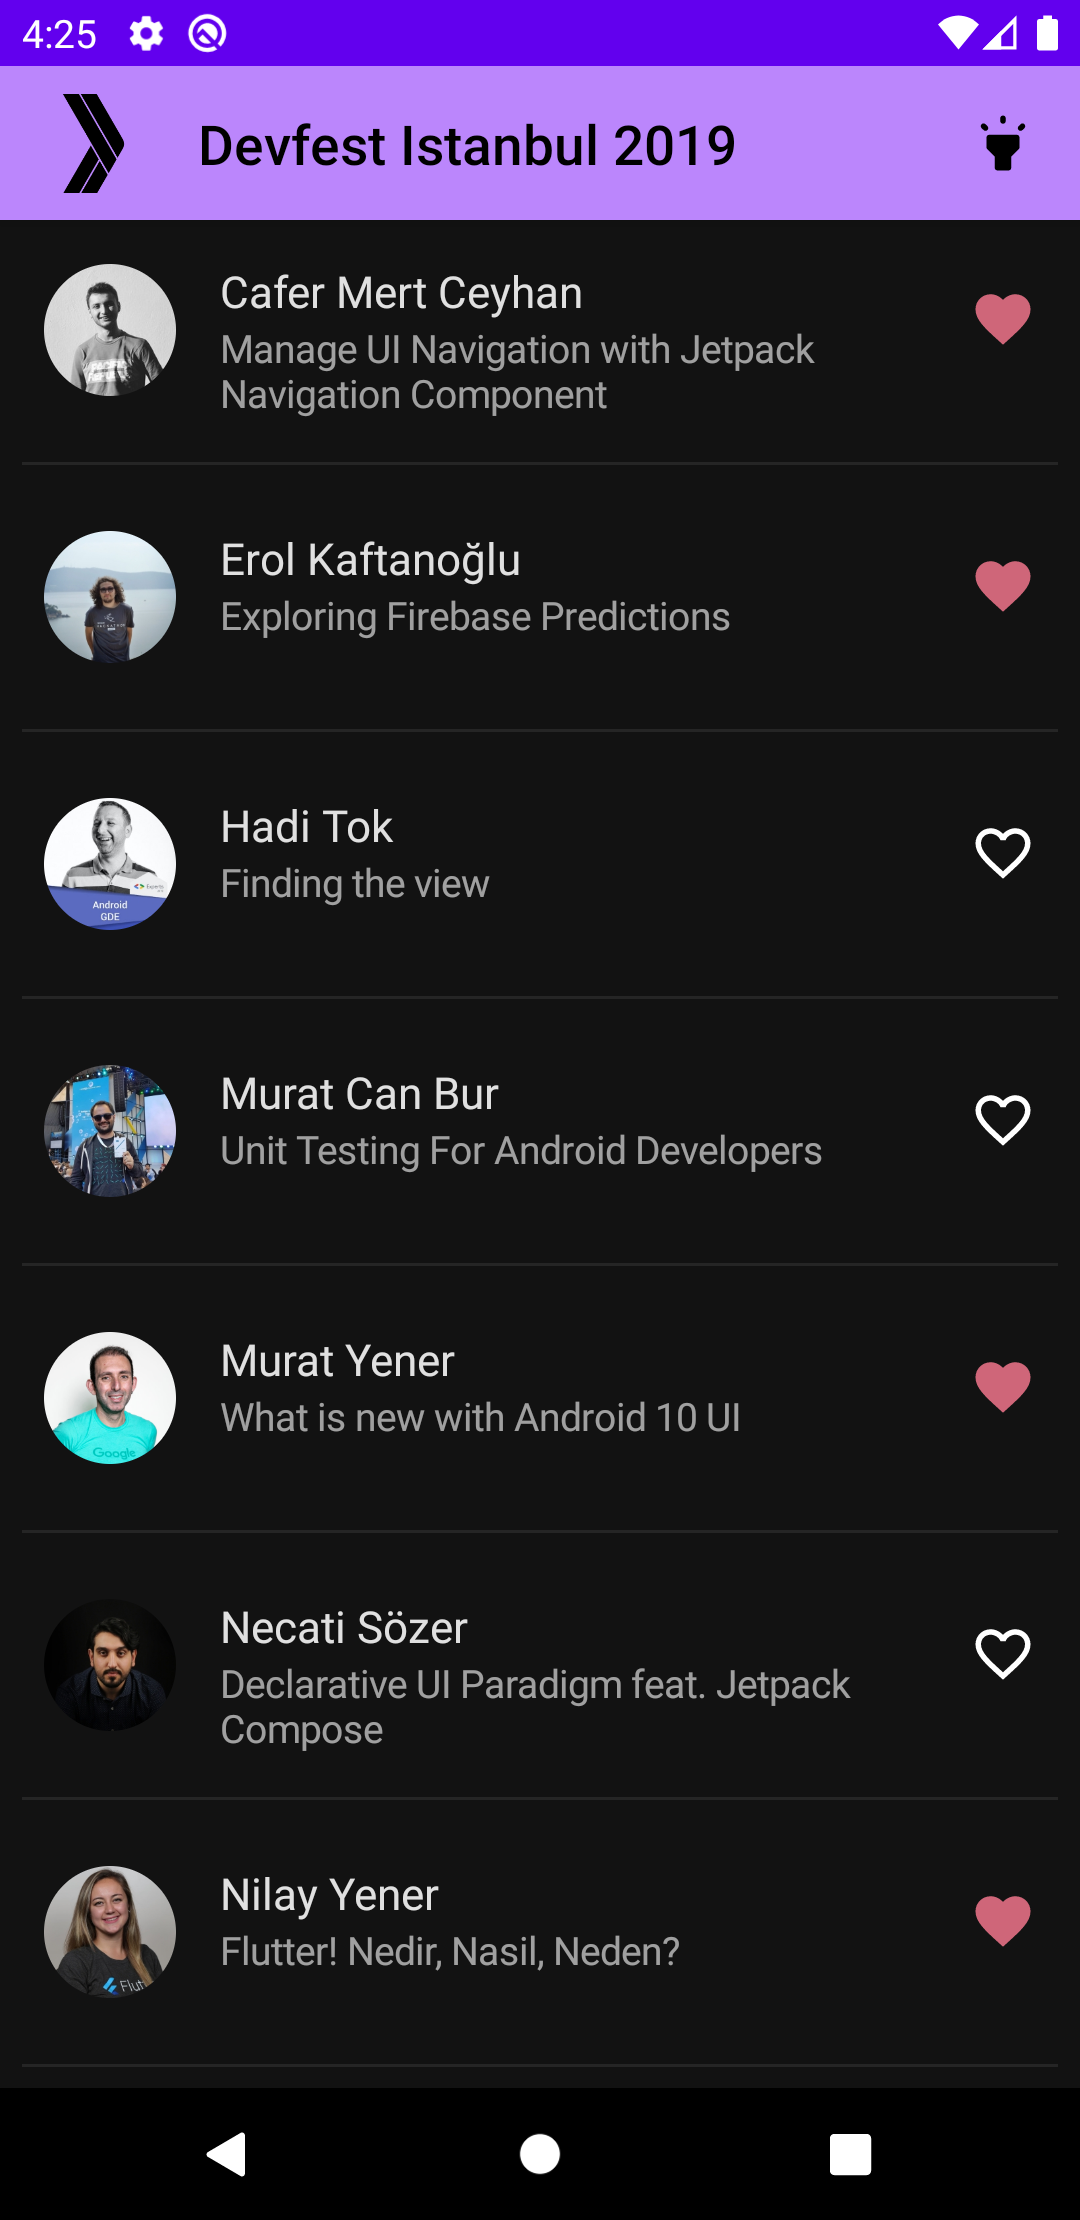 4:25
Devfest Istanbul 2019
Cafer Mert Ceyhan
Manage UI Navigation with Jetpack
Navigation Component
Erol Kaftanoğlu
Exploring Firebase Predictions
Hadi Tok
Finding the view
Experts
Android
GDE
Murat Can Bur
Unit Testing For Android Developers
Murat Yener
What is new with Android 10 UI
Google
Necati Sözer
Declarative UI Paradigm feat. Jetpack
Compose
Nilay Yener
Flutter! Nedir, Nasil, Neden?
Flut